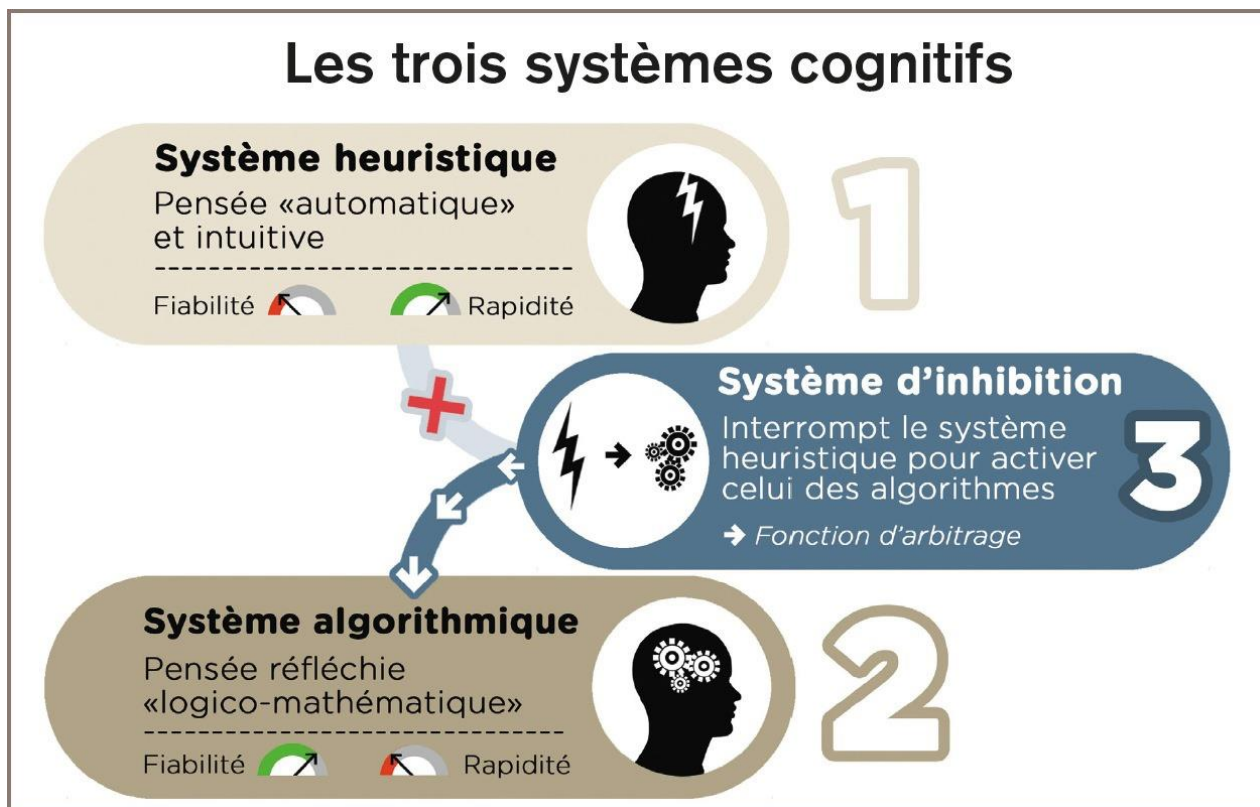 Les trois systèmes cognitifs
Système heuristique
Pensée «automatique»
et intuitive
Fiabilité Rapidité
1
Système d'inhibition
Interrompt le système
heuristique pour activer
celui des algorithmes
➔ Fonction d'arbitrage
3
Système algorithmique
Pensée réfléchie
«logico-mathématique»
Fiabilité Rapidité
2